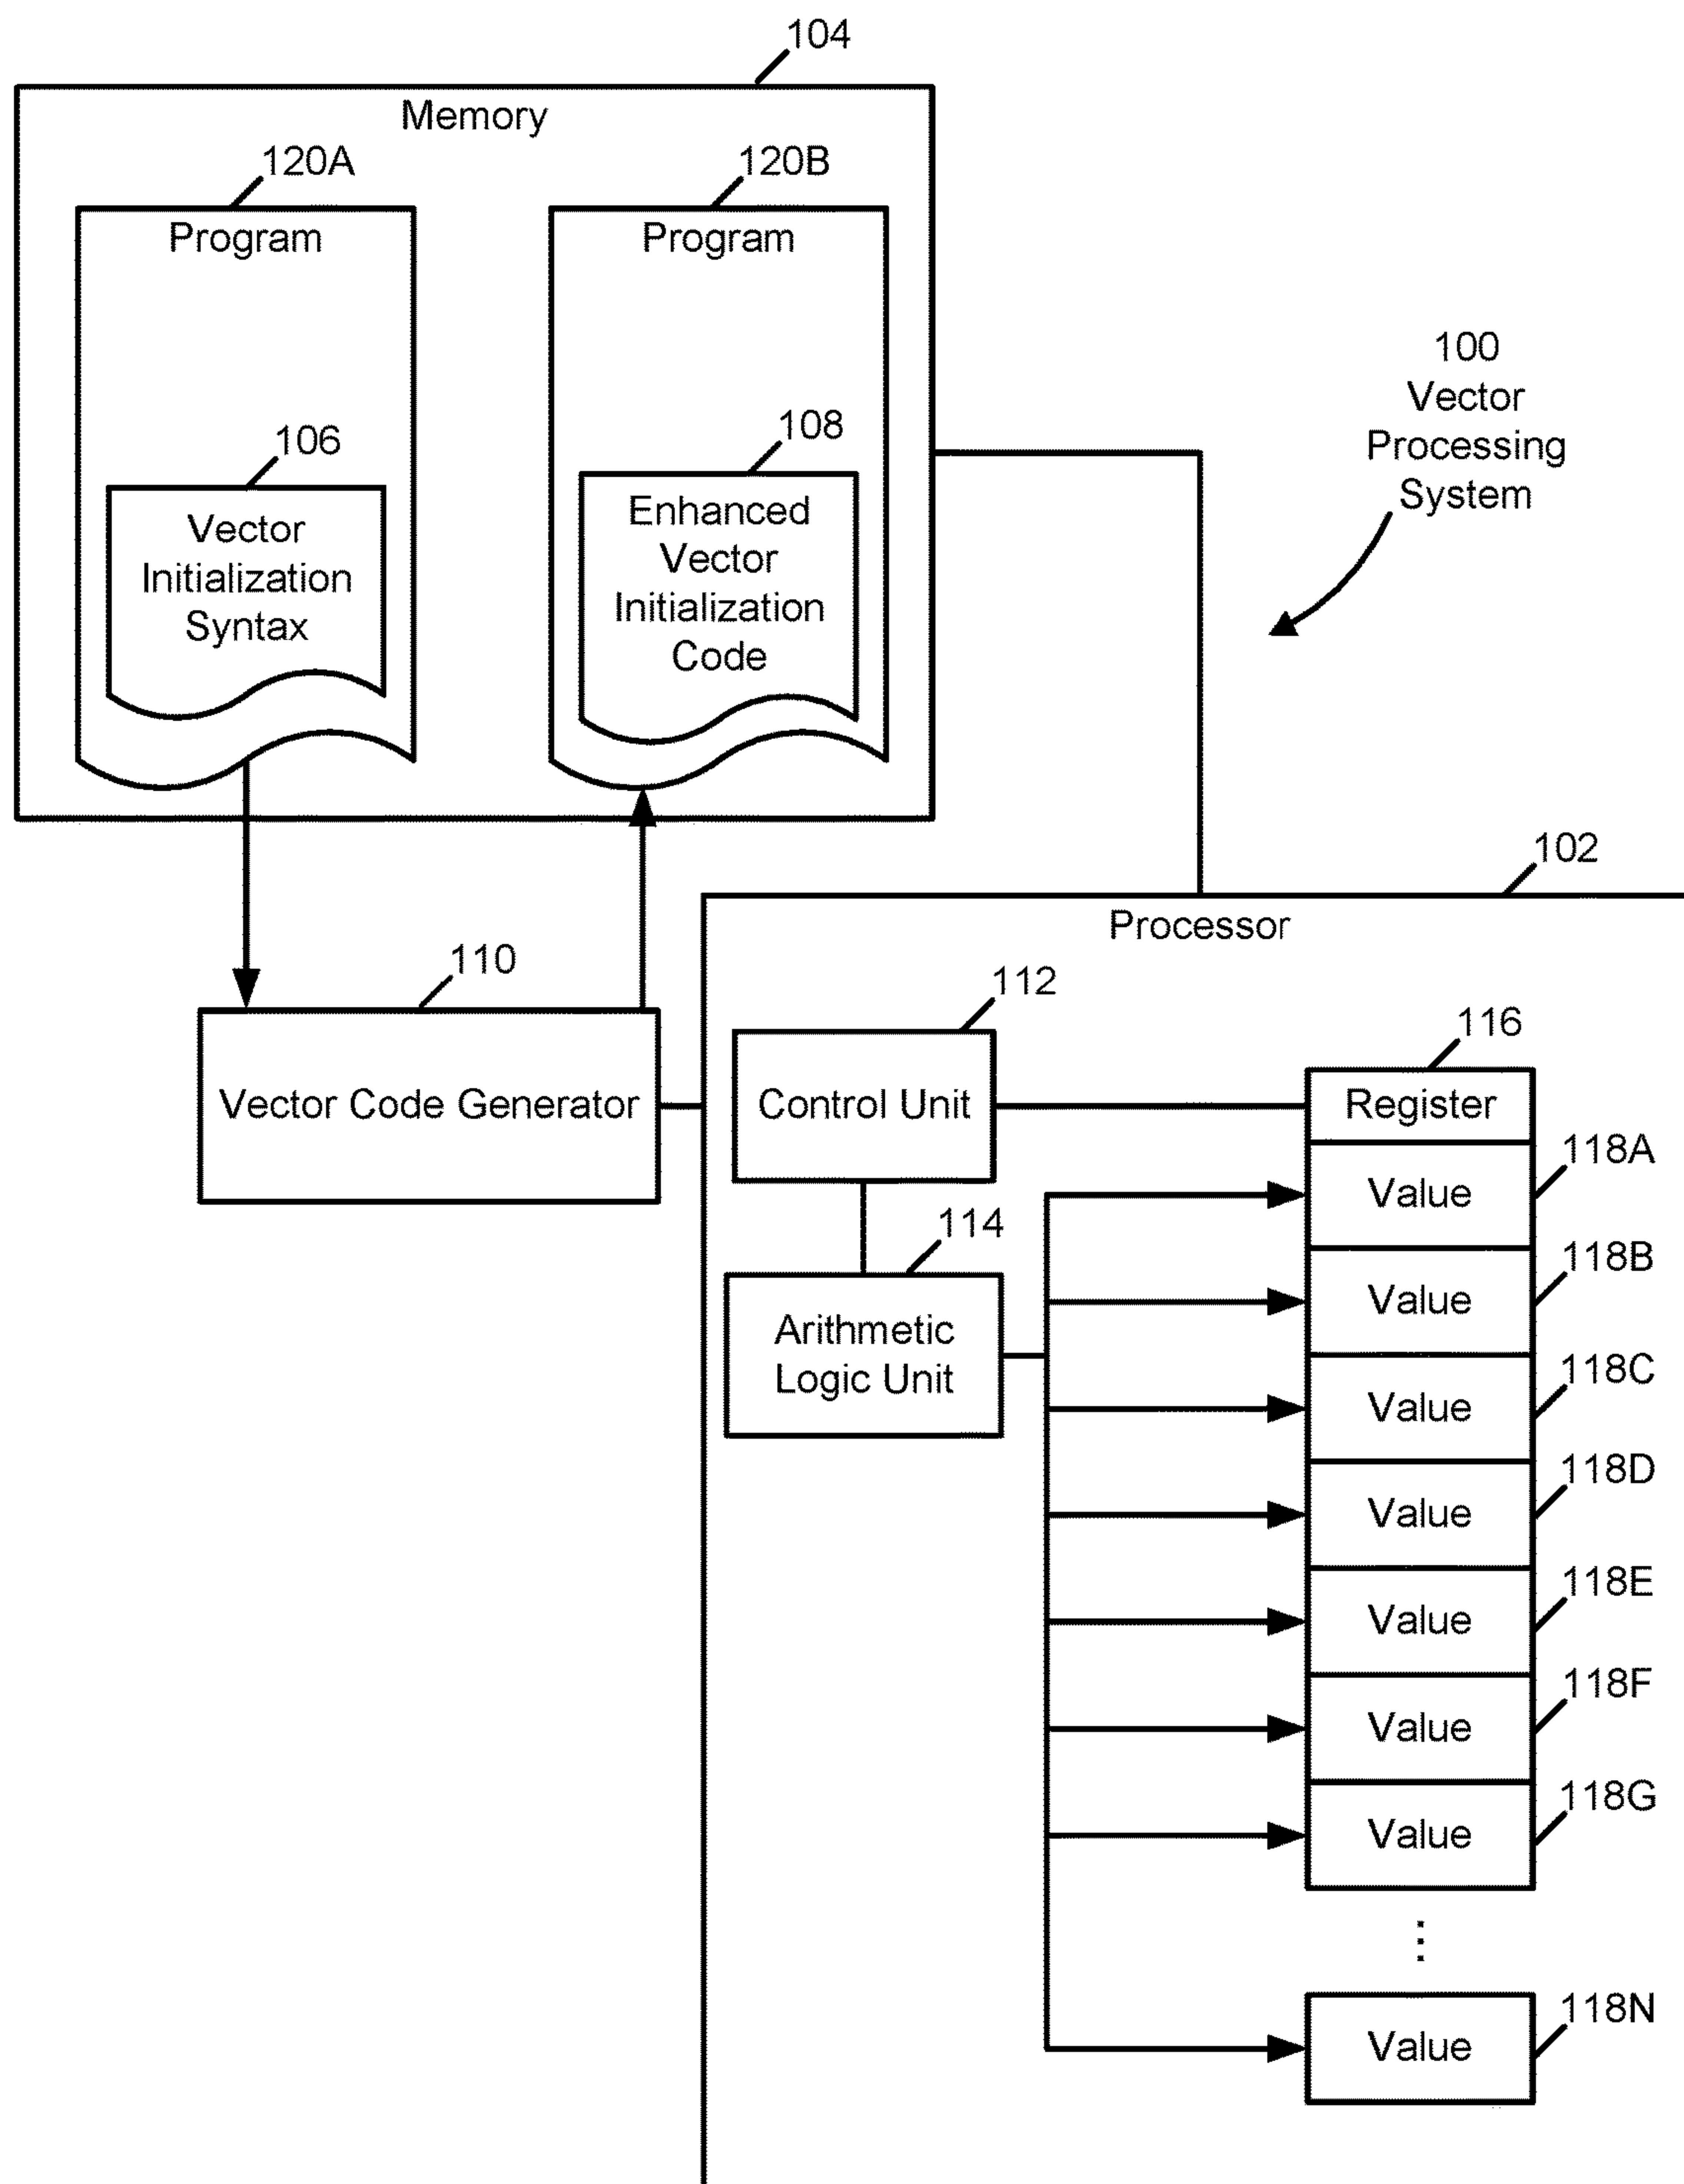 104
Memory
120A
120B
Program
Program
106
108
Vector
Initialization
Syntax
Enhanced
Vector
Initialization
Code
100
Vector
Processing
System
102
Processor
110
Vector Code Generator
112
Control Unit
114
Arithmetic
Logic Unit
116
Register
118A
Value
118B
Value
118C
Value
118D
Value
118E
Value
118F
Value
118G
Value
⋮
118N
Value